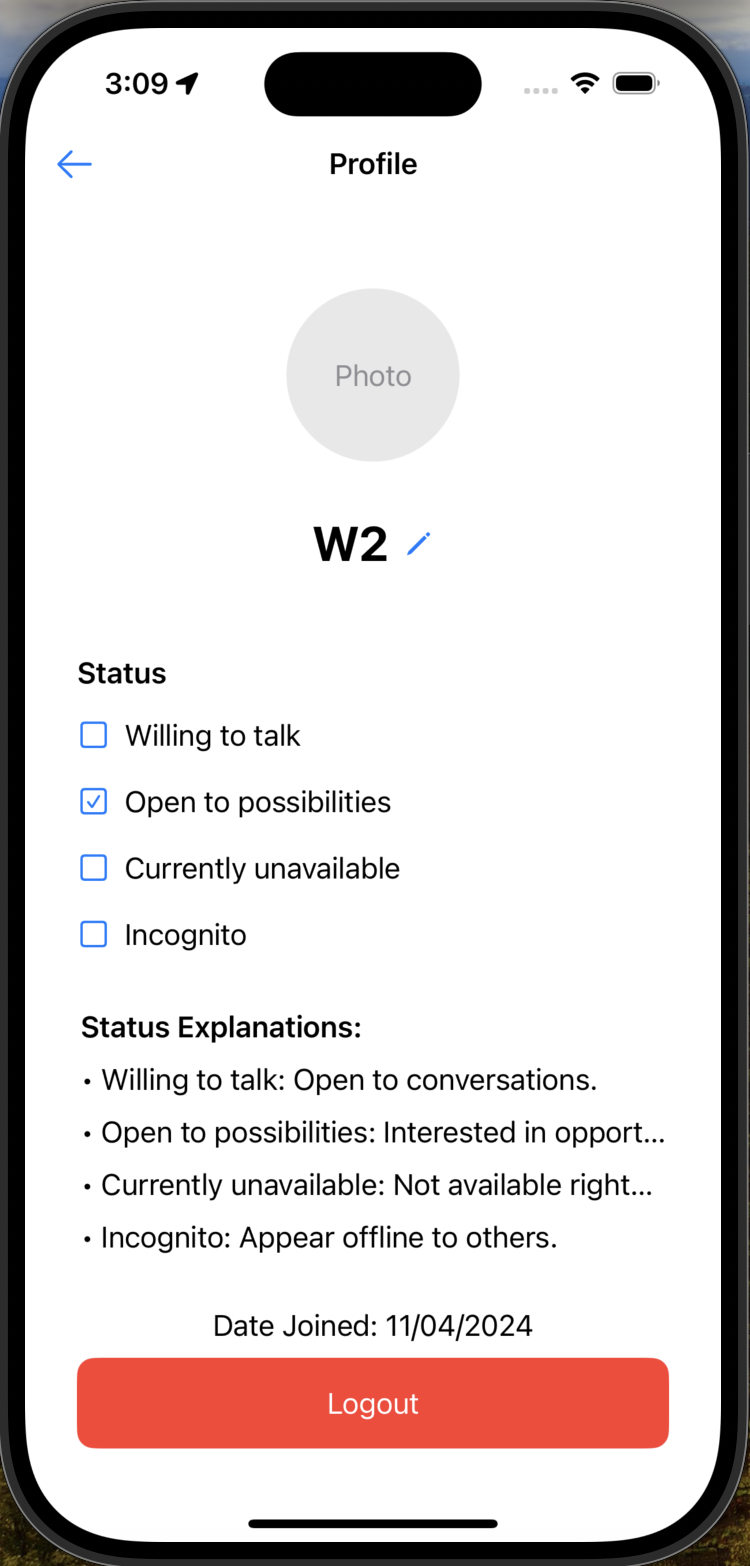 3:09
Profile
Photo
W2
Status
Willing to talk
Open to possibilities
Currently unavailable
Incognito
Status Explanations:
• Willing to talk: Open to conversations.
• Open to possibilities: Interested in opport...
• Currently unavailable: Not available right...
• Incognito: Appear offline to others.
Date Joined: 11/04/2024
Logout